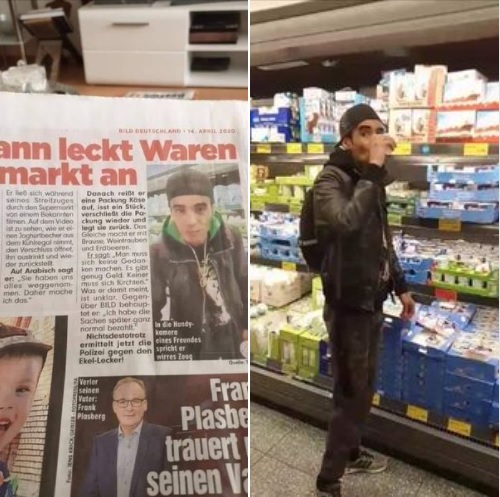 BILD DEUTSCHLAND • 14. APRIL 2020
ann leckt Waren
markt an
Er ließ sich während
seines Streifzuges
durch den Supermarkt
von einem Bekannten
filmen. Auf dem Video
ist zu sehen, wie er ei-
nen Joghurtbecher aus
dem Kühlregal nimmt,
den Verschluss öffnet,
ihn austrinkt und wie-
der zurückstellt.
Auf Arabisch sagt
er: „Sie haben uns
alles weggenom-
men. Daher mache
ich das."
Danach reißt er
eine Packung Käse
auf, isst ein Stück,
verschließt die Pa-
ckung wieder und
legt sie zurück. Das
Gleiche macht er mit
Brause, Weintrauben
und Erdbeeren.
Er sagt: „Man muss
sich keine Gedan-
ken machen. Es gibt
genug Geld. Keiner
muss sich fürchten."
Was er damit meint,
ist unklar. Gegen-
über BILD behaup-
tet er: „Ich habe die
Sachen später ganz
normal bezahlt."
Nichtsdestotrotz
ermittelt jetzt die
Polizei gegen den
Ekel-Lecker!
In die Handy-
kamera
eines Freundes
spricht er
wirres Zeug
Verlor
seinen
Vater:
Frank
Plasberg
Fran
Plasbe
trauert
seinen Va